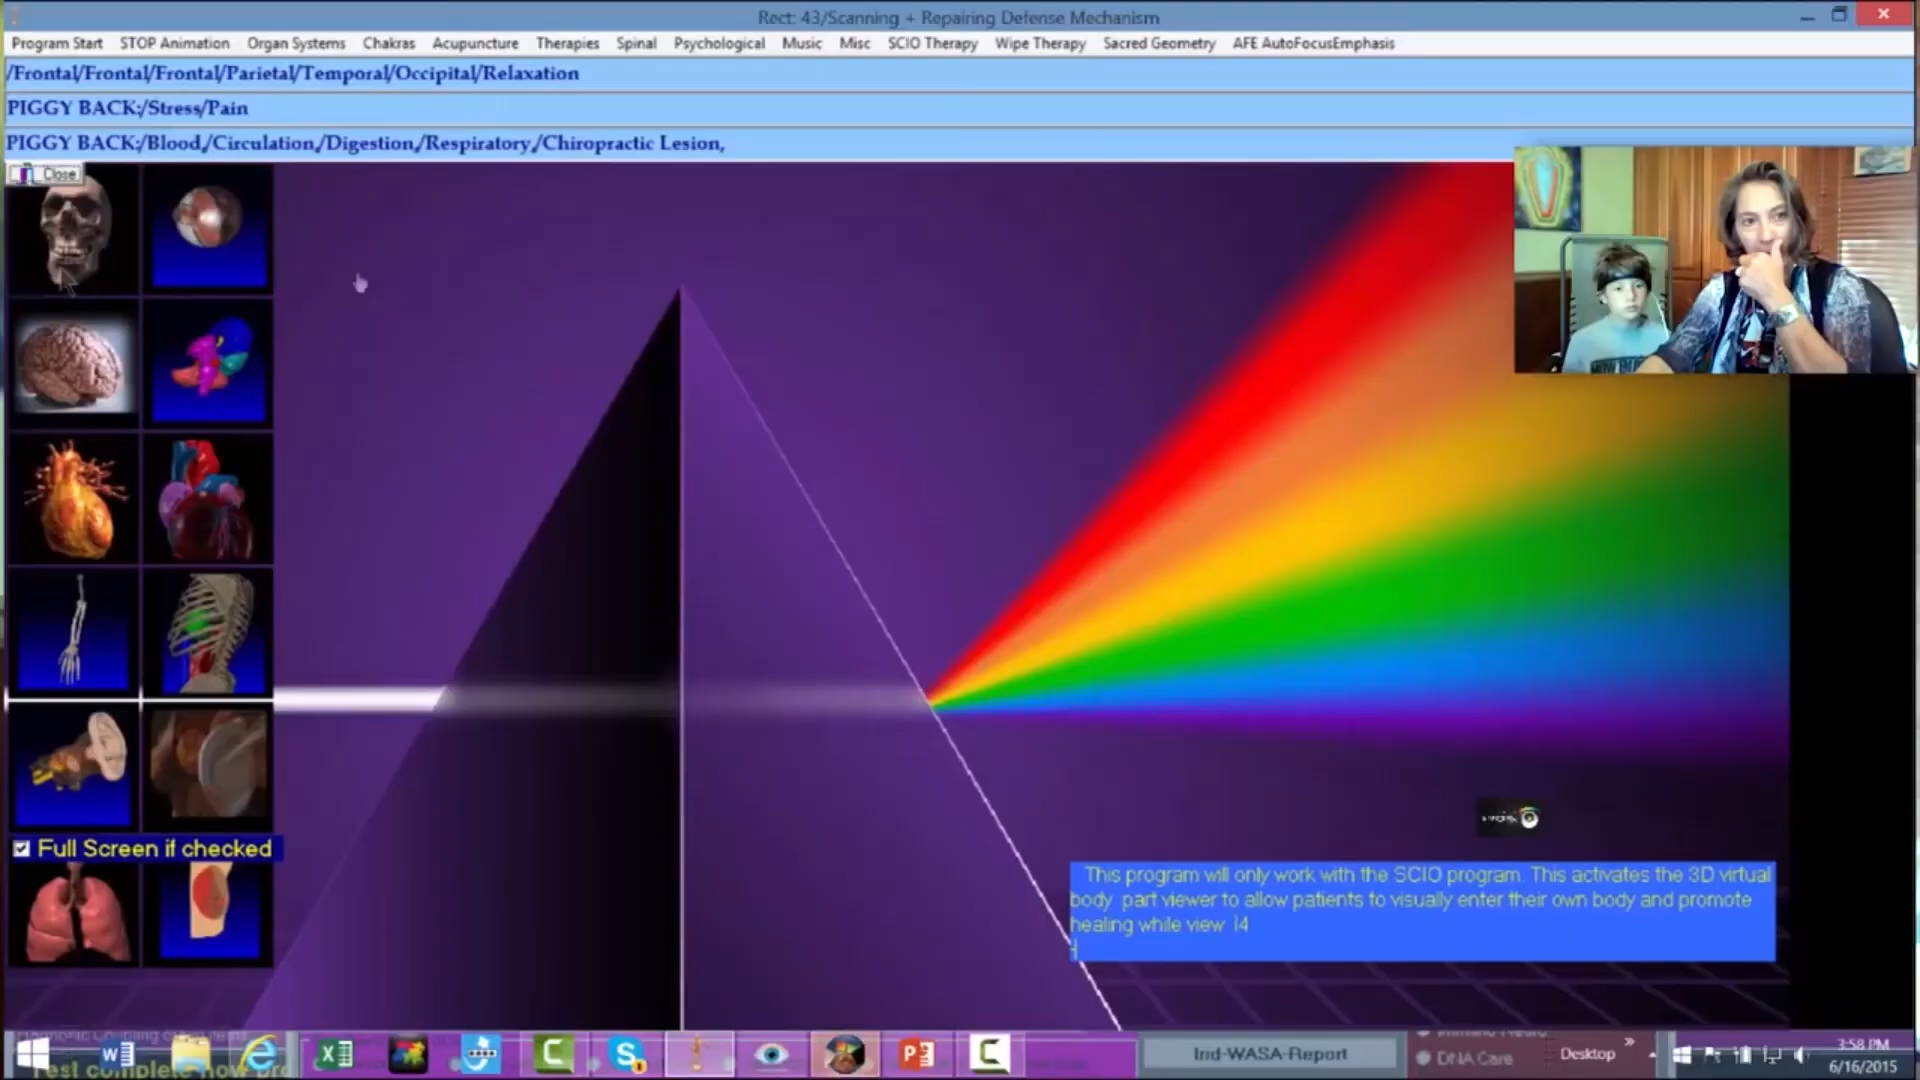 Rect: 43/Scanning + Repairing Defense Mechanism
Program Start STOP Animation Organ Systems Chakras Acupuncture Therapies Spinal Psychological Music Misc SCIO Therapy Wipe Therapy Sacred Geometry AFE AutoFocusEmphasis
/Frontal/Frontal/Frontal/Parietal/Temporal/Occipital/Relaxation
PIGGY BACK:/Stress/Pain
PIGGY BACK:/Blood,/Circulation,/Digestion,/Respiratory,/Chiropractic Lesion,
Close
Full Screen if checked
This program will only work with the SCIO program. This activates the 3D virtual
body part viewer to allow patients to visually enter their own body and promote
healing while view 14
Irid-WASA-Report
DNA Care
Desktop
3:58 PM
6/16/2015